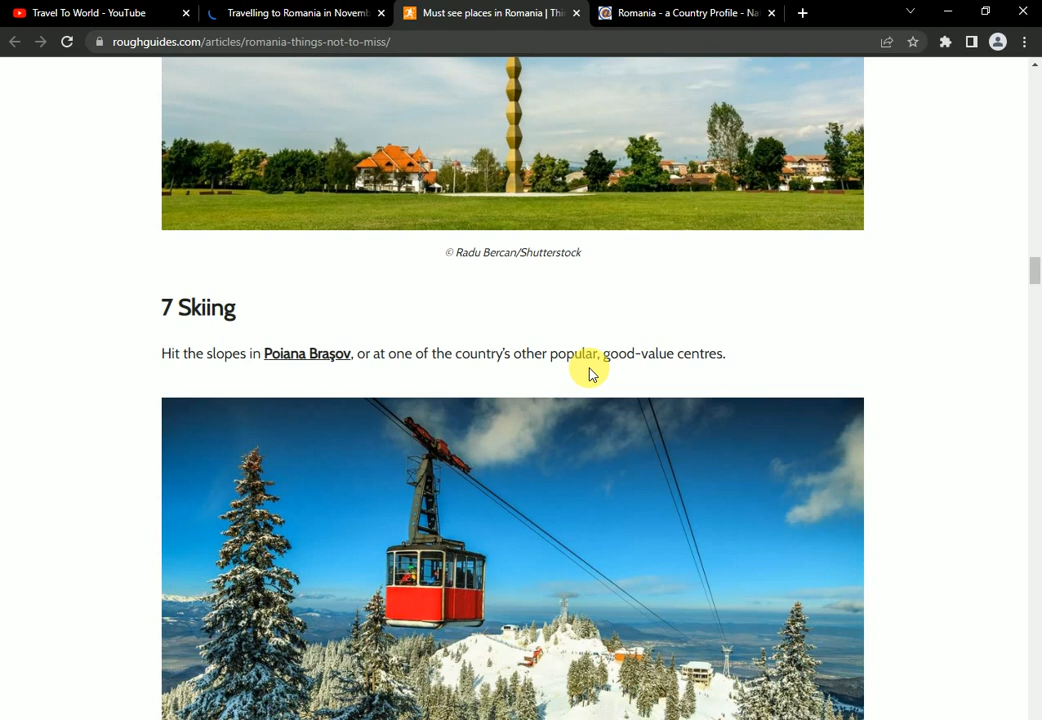 Travel To World - YouTube
Travelling to Romania in Novemb
Must see places in Romania | Thi
Romania - a Country Profile - Na
roughguides.com/articles/romania-things-not-to-miss/
© Radu Bercan/Shutterstock
7 Skiing
Hit the slopes in Poiana Braşov, or at one of the country's other popular, good-value centres.